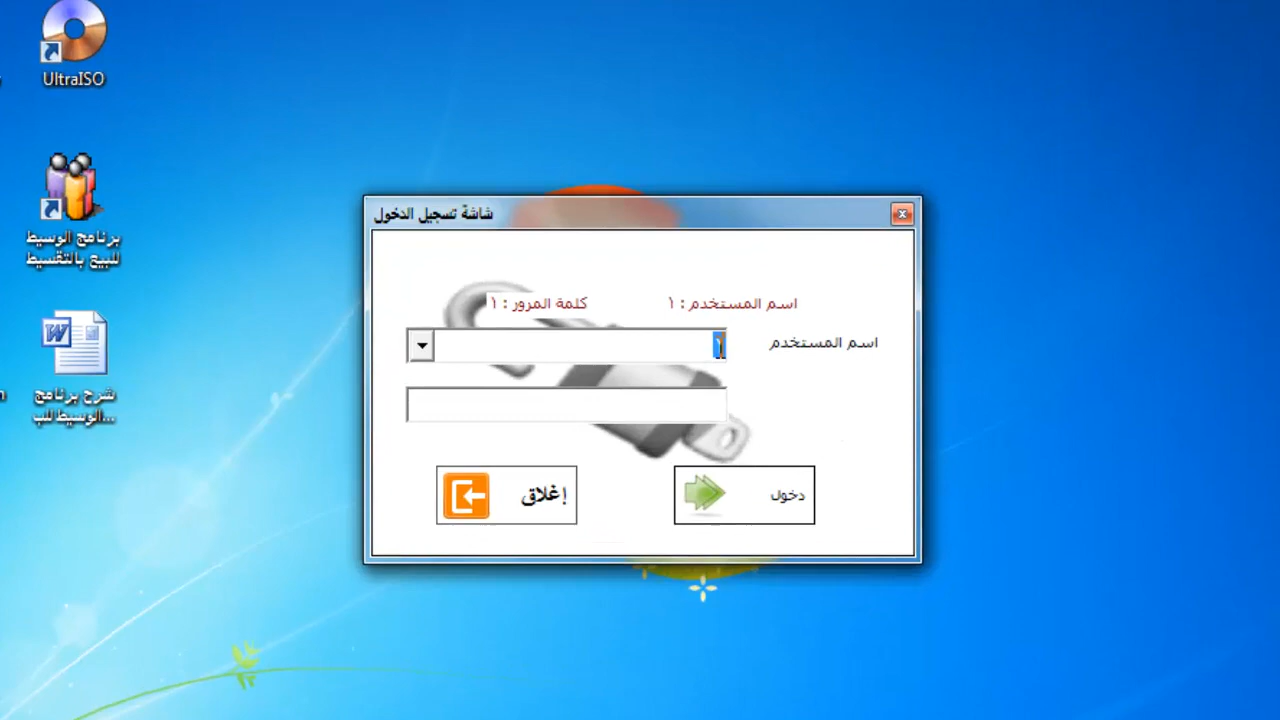 UltraISO
برنامج الوسيط
للبيع بالتقسيط
شرح برنامج
الوسيط للب...
شاشة تسجيل الدخول
اسم المستخدم : ١
كلمة المرور : ١
اسم المستخدم
١
دخول
إغلاق